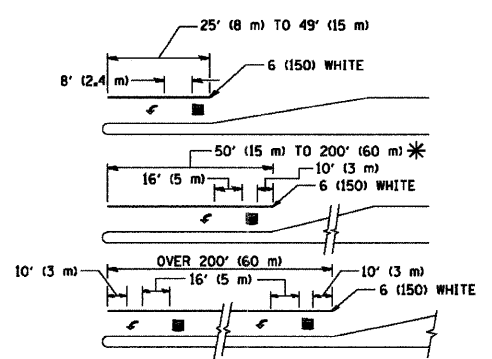 25' (8 m) TO 49' (15 m)
6 (150) WHITE
8' (2.4 m)
50' (15 m) TO 200' (60 m) *
16' (5 m)
10' (3 m)
6 (150) WHITE
OVER 200' (60 m)
10' (3 m)
16' (5 m)
10' (3 m)
6 (150) WHITE